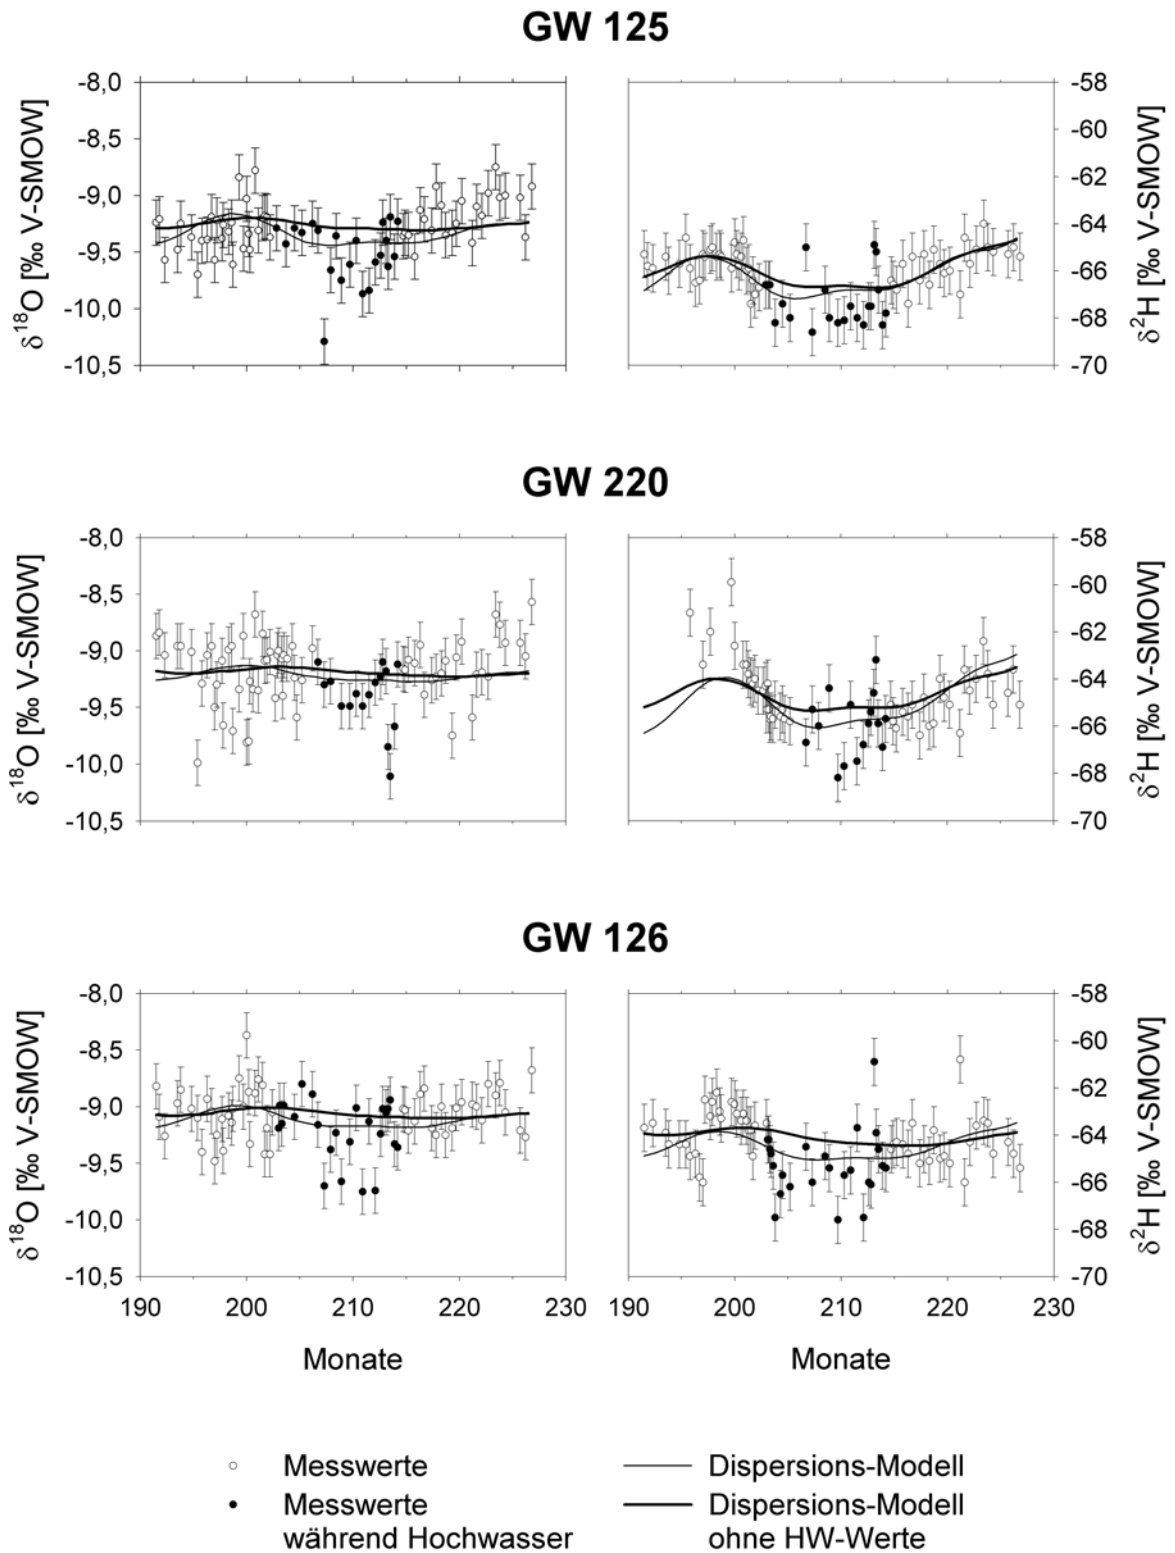 GW 125
-8,0
-8,5
-9,0
-9,5
-10,0
-10,5
δ18O [‰ V-SMOW]
-58
-60
-62
-64
-66
-68
-70
δ2H [‰ V-SMOW]
GW 220
-8,0
-8,5
-9,0
-9,5
-10,0
-10,5
δ18O [‰ V-SMOW]
-58
-60
-62
-64
-66
-68
-70
δ2H [‰ V-SMOW]
GW 126
-8,0
-8,5
-9,0
-9,5
-10,0
-10,5
δ18O [‰ V-SMOW]
-58
-60
-62
-64
-66
-68
-70
δ2H [‰ V-SMOW]
190 200 210 220 230
190 200 210 220 230
Monate
Monate
Messwerte
Messwerte
während Hochwasser
Dispersions-Modell
Dispersions-Modell
ohne HW-Werte